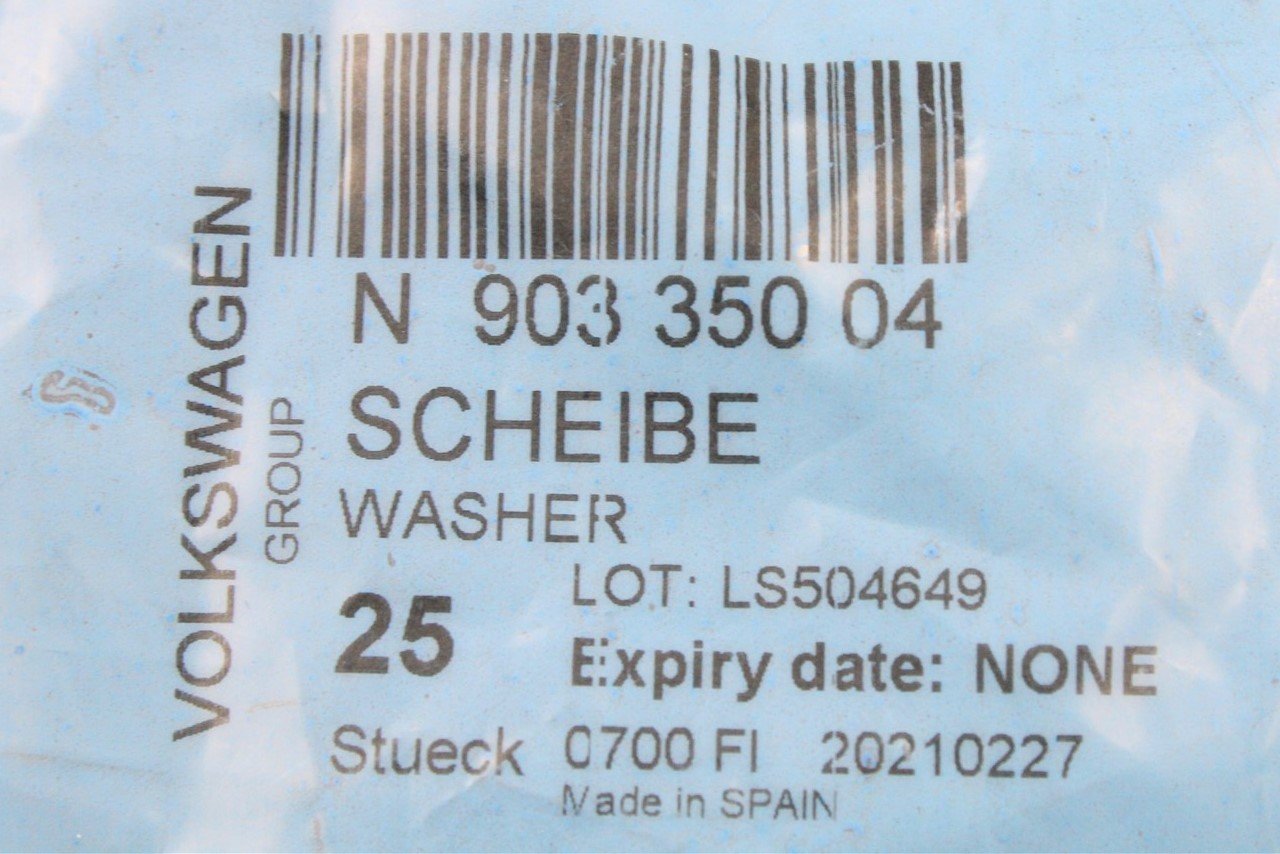 VOLKSWAGEN
GROUP
N 903 350 04
SCHEIBE
WASHER
25
LOT: LS504649
Expiry date: NONE
Stueck 0700 FI 20210227
Made in SPAIN